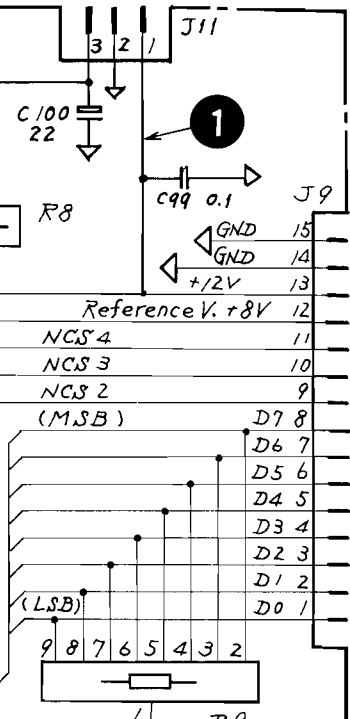 J11
3 2 1
C100
22
1
C99 0.1
J9
R8
GND 15
GND 14
+12V 13
Reference V. +8V 12
NCS4 11
NCS3 10
NCS2 9
(MSB) D7 8
D6 7
D5 6
D4 5
D3 4
D2 3
D1 2
(LSB) D0 1
9 8 7 6 5 4 3 2